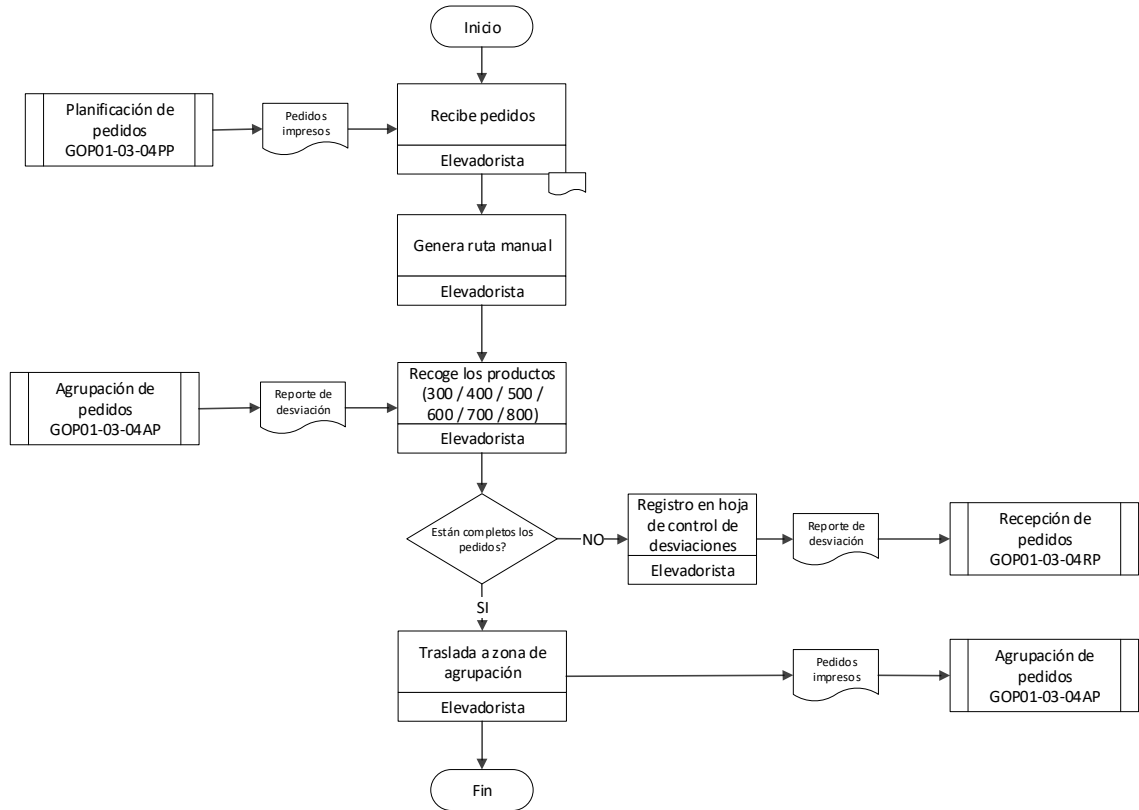 Inicio
Planificación de
pedidos
GOP01-03-04PP
Pedidos
impresos
Recibe pedidos
Elevadorista
Genera ruta manual
Elevadorista
Agrupación de
pedidos
GOP01-03-04AP
Reporte de
desviación
Recoge los productos
(300 / 400 / 500 /
600 / 700 / 800)
Elevadorista
Están completos los
pedidos?
NO
Registro en hoja
de control de
desviaciones
Elevadorista
Reporte de
desviación
Recepción de
pedidos
GOP01-03-04RP
SI
Traslada a zona de
agrupación
Elevadorista
Pedidos
impresos
Agrupación de
pedidos
GOP01-03-04AP
Fin